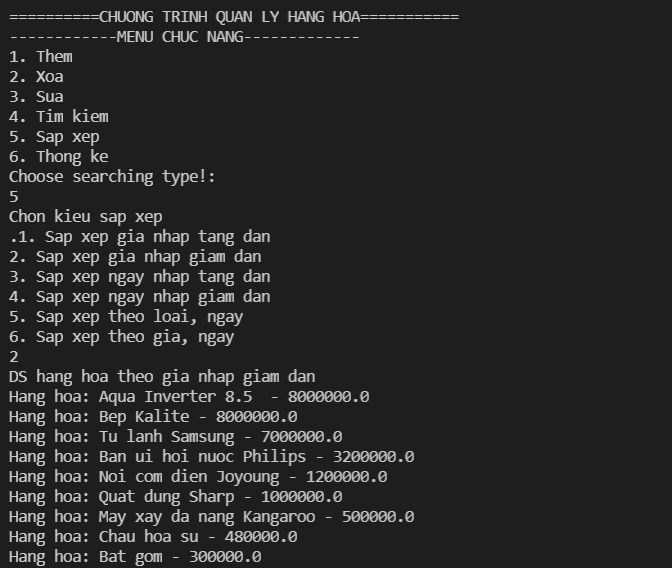 ==========CHUONG TRINH QUAN LY HANG HOA===========
------------MENU CHUC NANG-------------
1. Them
2. Xoa
3. Sua
4. Tim kiem
5. Sap xep
6. Thong ke
Choose searching type!:
5
Chon kieu sap xep
.1. Sap xep gia nhap tang dan
2. Sap xep gia nhap giam dan
3. Sap xep ngay nhap tang dan
4. Sap xep ngay nhap giam dan
5. Sap xep theo loai, ngay
6. Sap xep theo gia, ngay
2
DS hang hoa theo gia nhap giam dan
Hang hoa: Aqua Inverter 8.5  - 8000000.0
Hang hoa: Bep Kalite - 8000000.0
Hang hoa: Tu lanh Samsung - 7000000.0
Hang hoa: Ban ui hoi nuoc Philips - 3200000.0
Hang hoa: Noi com dien Joyoung - 1200000.0
Hang hoa: Quat dung Sharp - 1000000.0
Hang hoa: May xay da nang Kangaroo - 500000.0
Hang hoa: Chau hoa su - 480000.0
Hang hoa: Bat gom - 300000.0